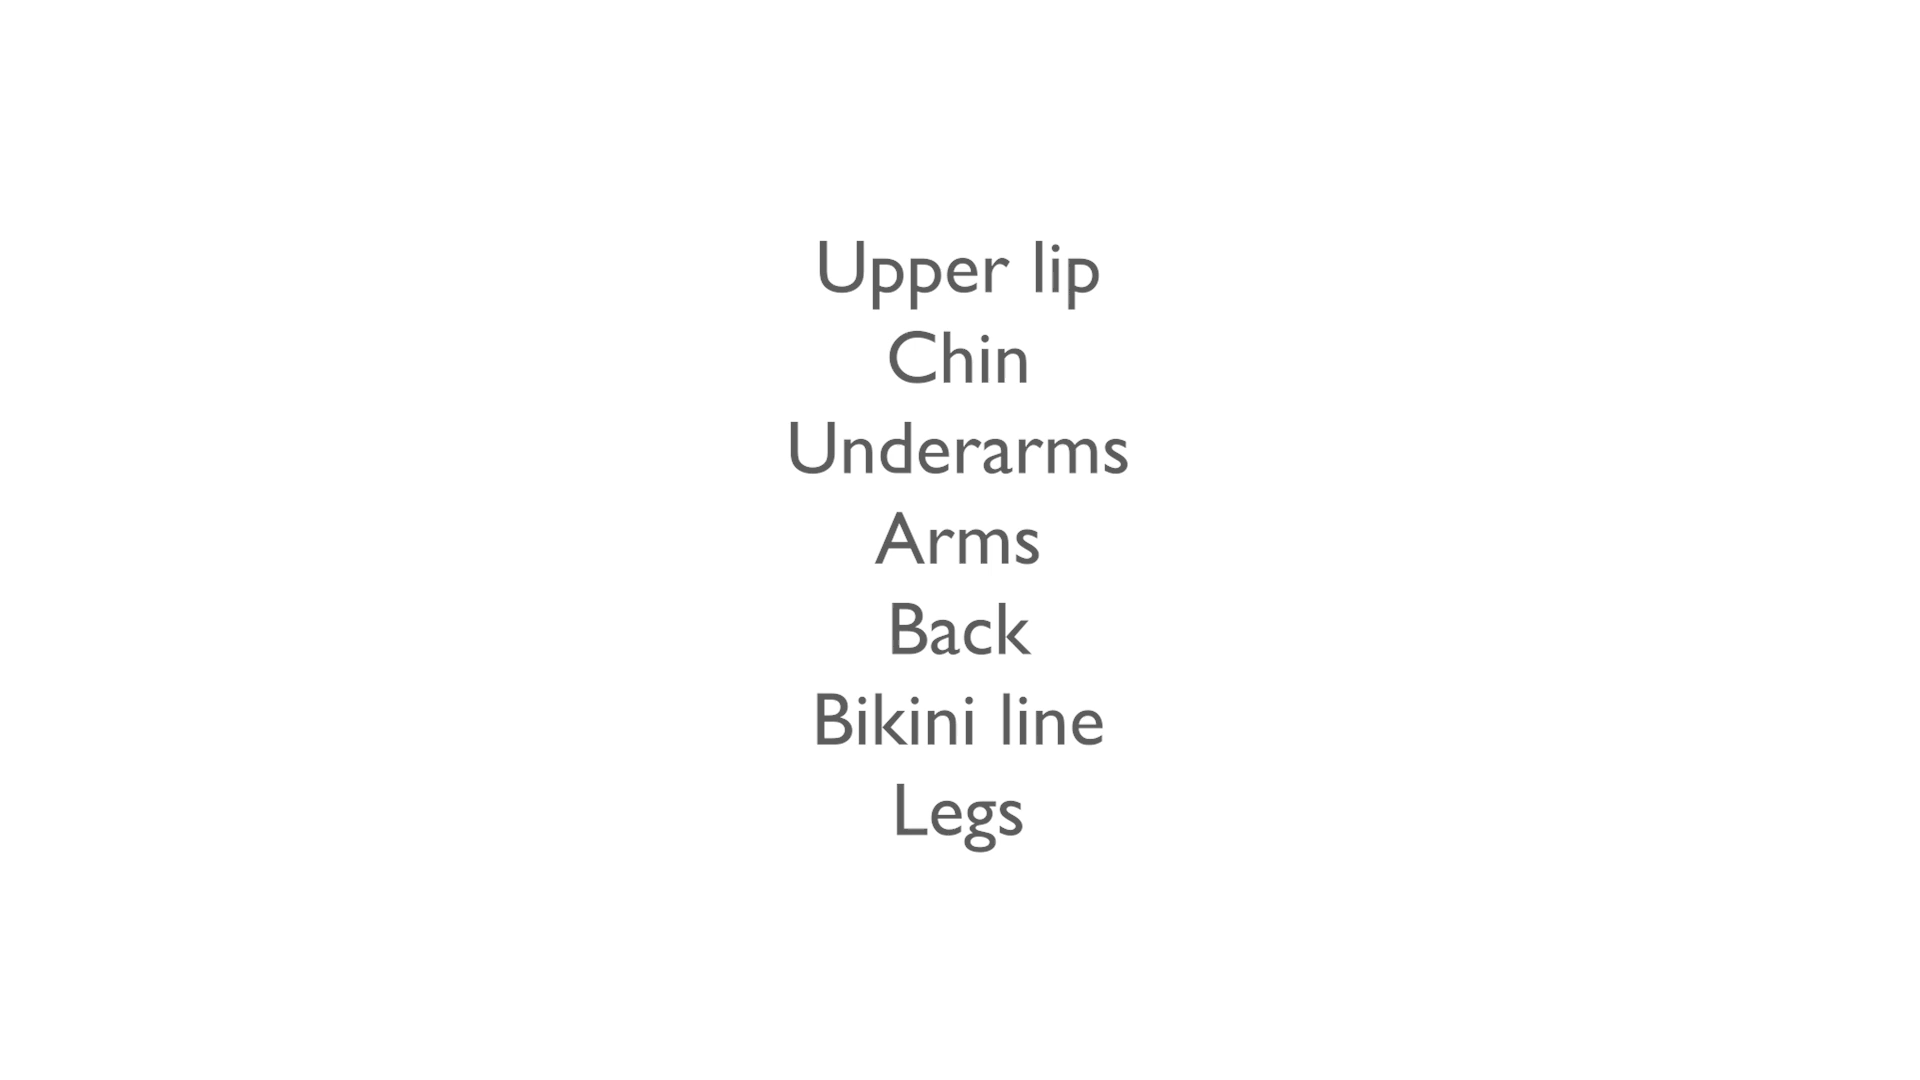 Upper lip
Chin
Underarms
Arms
Back
Bikini line
Legs